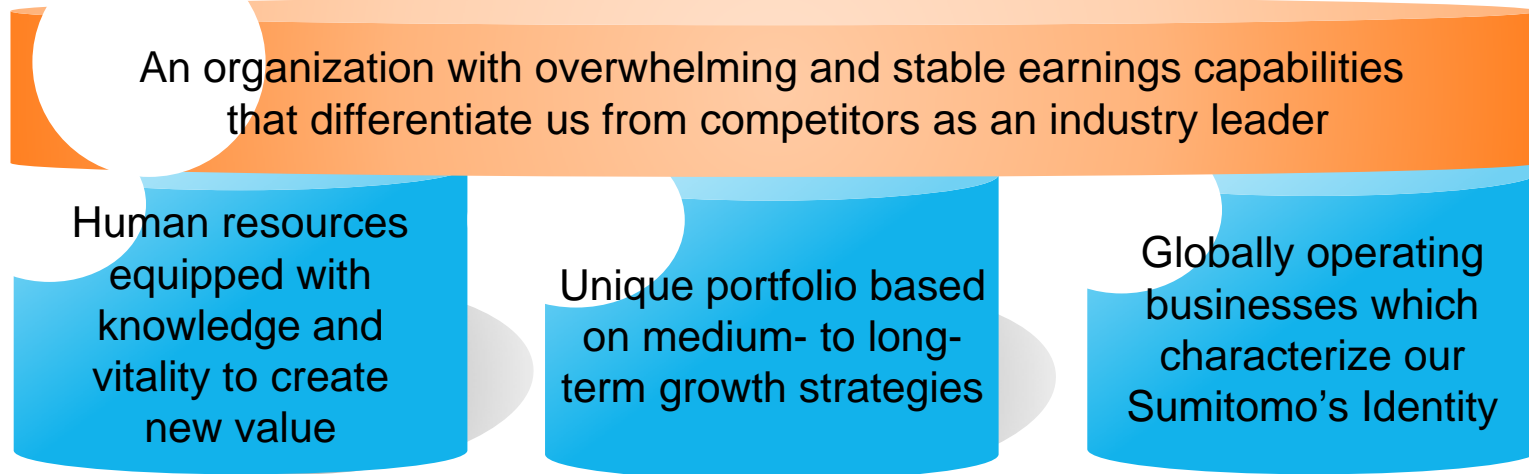 An organization with overwhelming and stable earnings capabilities
that differentiate us from competitors as an industry leader
Human resources
equipped with
knowledge and
vitality to create
new value
Unique portfolio based
on medium- to long-
term growth strategies
Globally operating
businesses which
characterize our
Sumitomo’s Identity